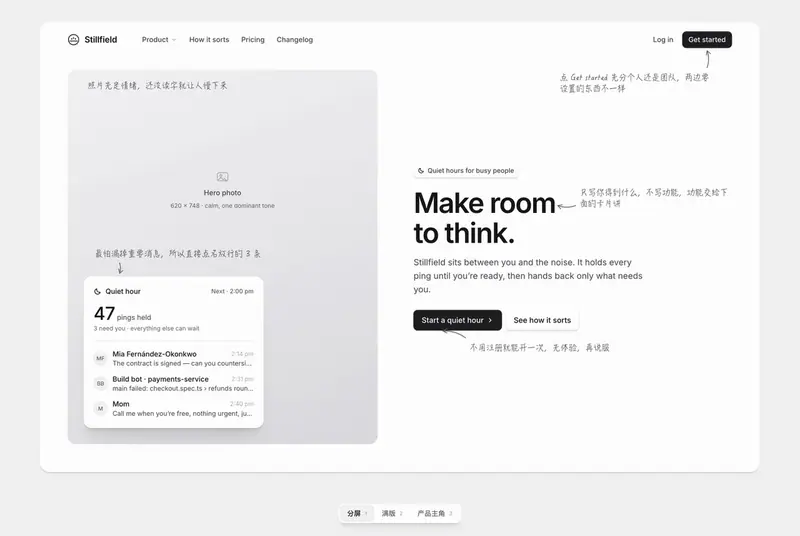 Stillfield
Product
How it sorts
Pricing
Changelog
Log in
Get started
点 Get started 先分个人还是团队，两边要
设置的东西不一样
照片先定情绪，还没读字就让人慢下来
Hero photo
620 × 748 · calm, one dominant tone
最怕漏掉重要消息，所以直接点名放行的 3 条
Quiet hour
Next · 2:00 pm
47 pings held
3 need you · everything else can wait
MF
Mia Fernández-Okonkwo
2:14 pm
The contract is signed — can you countersi...
BB
Build bot · payments-service
2:31 pm
main failed: checkout.spec.ts › refunds roun...
M
Mom
2:40 pm
Call me when you're free, nothing urgent, ju...
Quiet hours for busy people
Make room
to think.
只写你得到什么，不写功能，功能交给下
面的卡片讲
Stillfield sits between you and the noise. It holds every
ping until you're ready, then hands back only what needs
you.
Start a quiet hour
See how it sorts
不用注册就能开一次，先体验，再说服
分屏 1
满版 2
产品主角 3